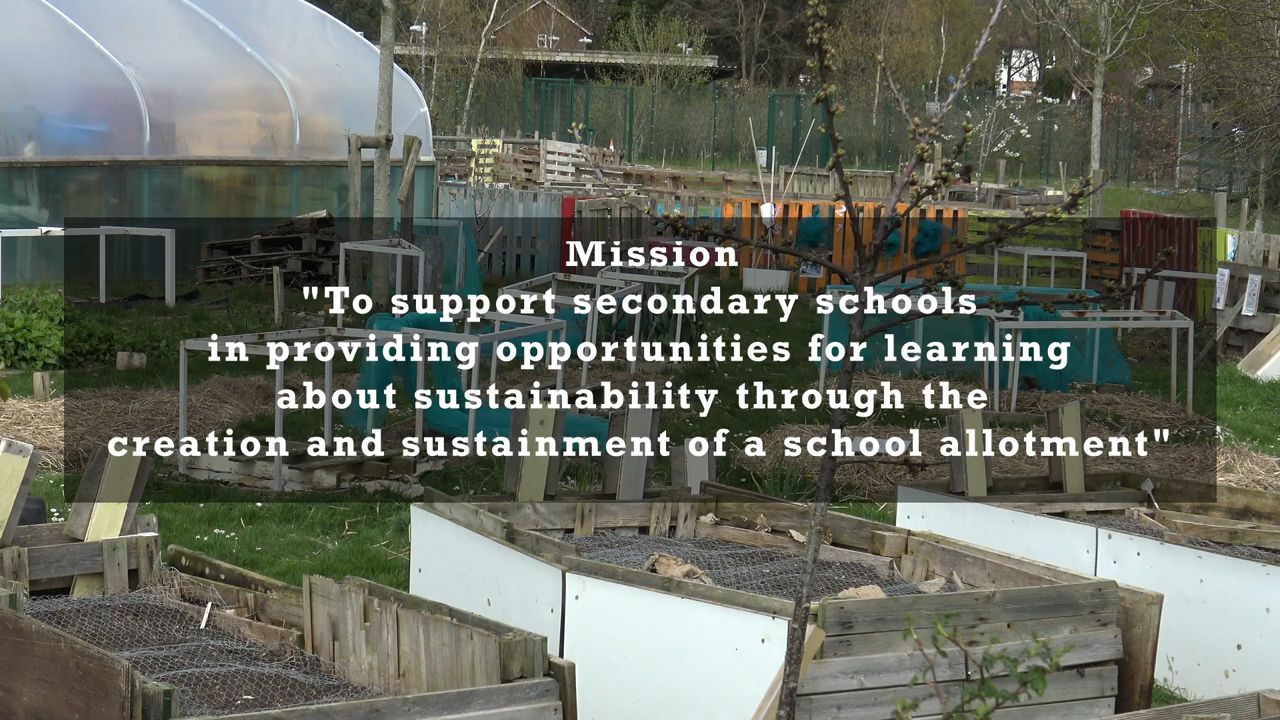 Mission
"To support secondary schools
in providing opportunities for learning
about sustainability through the
creation and sustainment of a school allotment"